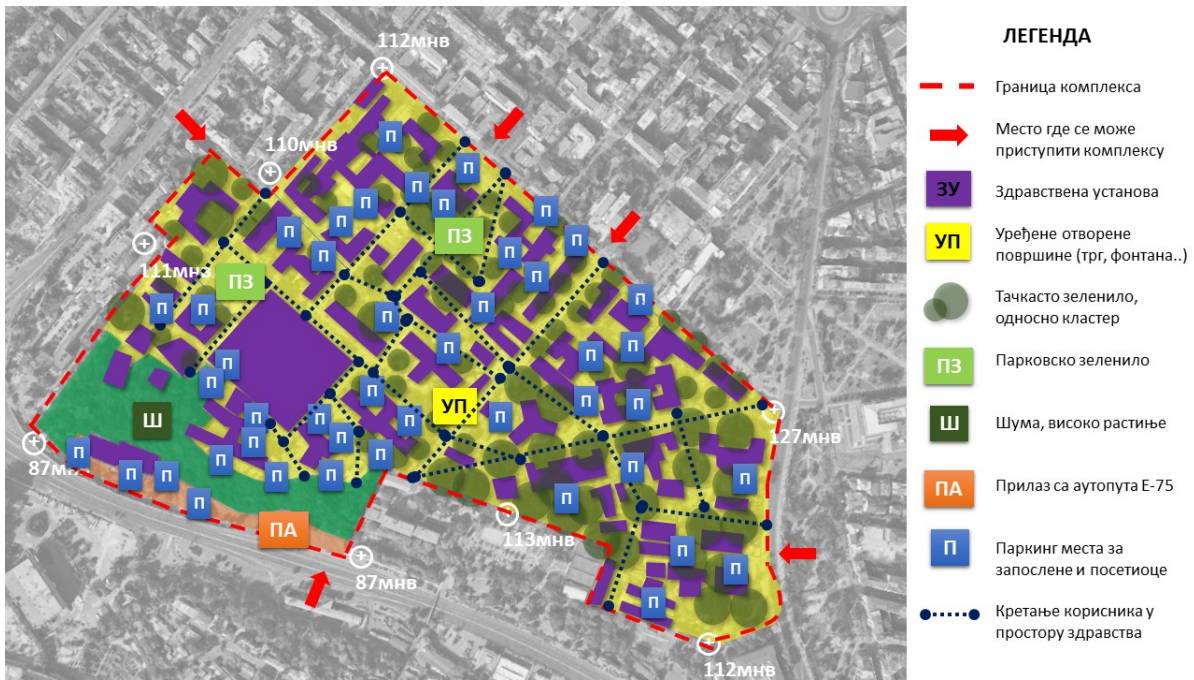 112мнв
П
110мнв
П
П
П
П
П
П
ПЗ
П
П
П
П
111мнз
П
ПЗ
П
П
П
П
П
П
П
П
П
П
П
УП
П
П
127мнв
П
П
П
П
П
Ш
П
87мнв
П
П
П
П
П
П
П
П
П
П
П
113мнв
ПА
87мнв
П
П
П
112мнв
ЛЕГЕНДА
Граница комплекса
Место где се може
приступити комплексу
ЗУ
Здравствена установа
УП
Уређене отворене
површине (трг, фонтана..)
Тачкасто зеленило,
односно кластер
ПЗ
Парковско зеленило
Ш
Шума, високо растиње
ПА
Прилаз са аутопута Е-75
П
Паркинг места за
запослене и посетиоце
Кретање корисника у
простору здравства